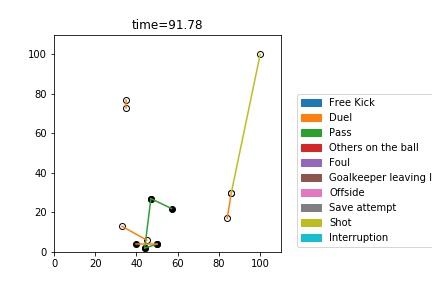 time=91.78
100
80
60
40
20
0
0 20 40 60 80 100
Free Kick
Duel
Pass
Others on the ball
Foul
Goalkeeper leaving l
Offside
Save attempt
Shot
Interruption